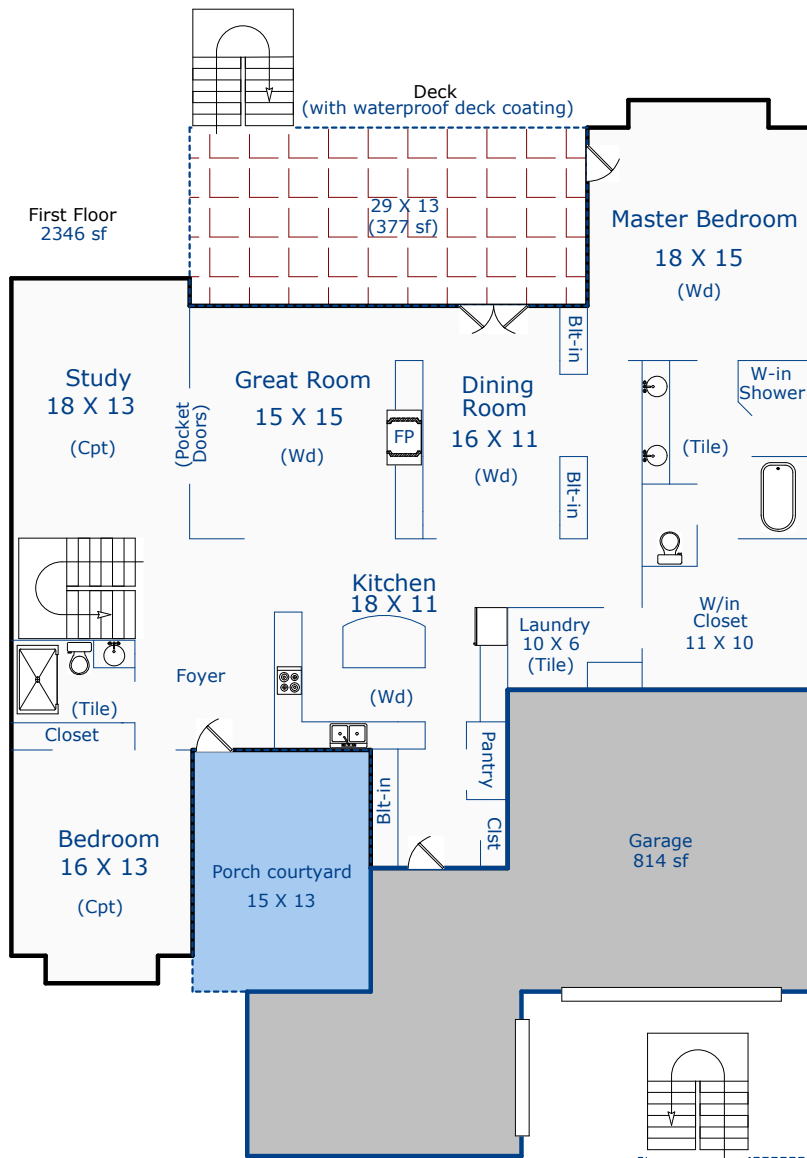 Deck
(with waterproof deck coating)
29 X 13
(377 sf)
First Floor
2346 sf
Master Bedroom
18 X 15
(Wd)
Study
18 X 13
(Cpt)
(Pocket
Doors)
Great Room
15 X 15
(Wd)
FP
Dining
Room
16 X 11
(Wd)
Blt-in
Blt-in
W-in
Shower
(Tile)
Kitchen
18 X 11
(Wd)
Laundry
10 X 6
(Tile)
W/in
Closet
11 X 10
Foyer
(Tile)
Closet
Pantry
Blt-in
Clst
Bedroom
16 X 13
(Cpt)
Porch courtyard
15 X 13
Garage
814 sf